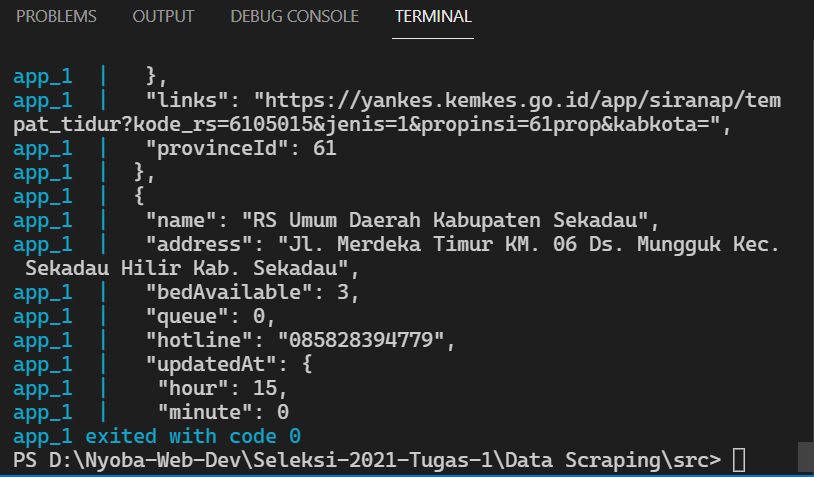 PROBLEMS OUTPUT DEBUG CONSOLE TERMINAL
app_1  |   },
app_1  |   "links": "https://yankes.kemkes.go.id/app/siranap/tem
pat_tidur?kode_rs=6105015&jenis=1&propinsi=61prop&kabkota=",
app_1  |   "provinceId": 61
app_1  |  },
app_1  |  {
app_1  |   "name": "RS Umum Daerah Kabupaten Sekadau",
app_1  |   "address": "Jl. Merdeka Timur KM. 06 Ds. Mungguk Kec.
 Sekadau Hilir Kab. Sekadau",
app_1  |   "bedAvailable": 3,
app_1  |   "queue": 0,
app_1  |   "hotline": "085828394779",
app_1  |   "updatedAt": {
app_1  |    "hour": 15,
app_1  |    "minute": 0
app_1 exited with code 0
PS D:\Nyoba-Web-Dev\Seleksi-2021-Tugas-1\Data Scraping\src>